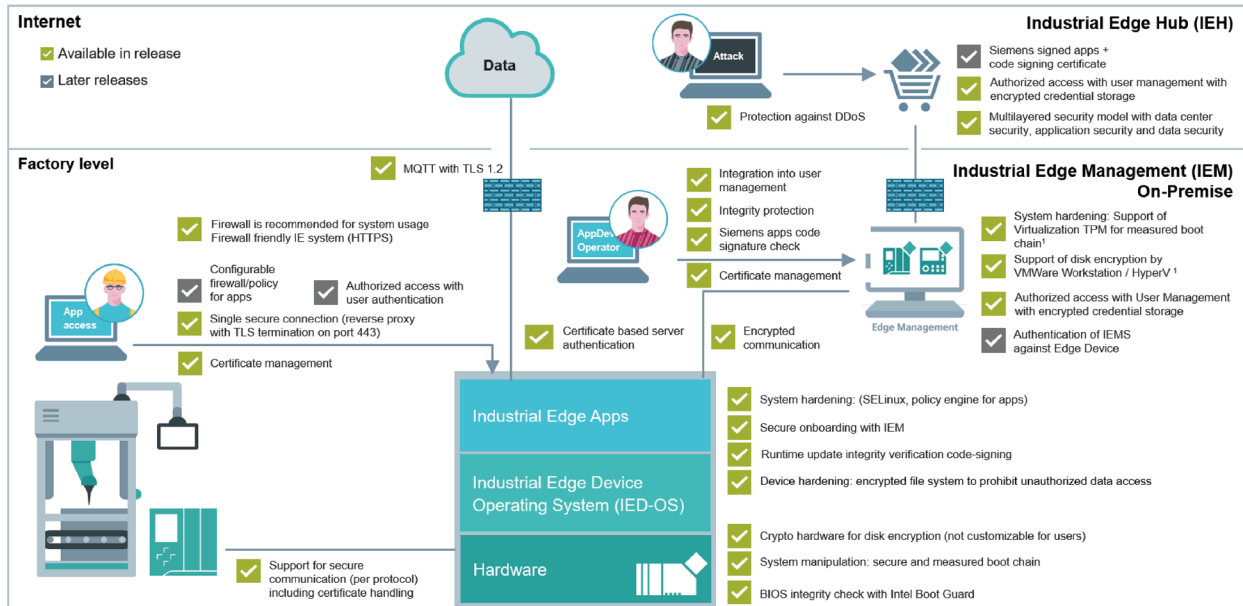 Internet
Available in release
Later releases
Data
Attack
Protection against DDoS
Industrial Edge Hub (IEH)
Siemens signed apps +
code signing certificate
Authorized access with user management with
encrypted credential storage
Multilayered security model with data center
security, application security and data security
Factory level
MQTT with TLS 1.2
Firewall is recommended for system usage
Firewall friendly IE system (HTTPS)
Configurable
firewall/policy
for apps
Authorized access with
user authentication
Single secure connection (reverse proxy
with TLS termination on port 443)
Certificate management
App
access
AppDev
Operator
Integration into user
management
Integrity protection
Siemens apps code
signature check
Certificate management
Certificate based server
authentication
Encrypted
communication
Industrial Edge Management (IEM)
On-Premise
System hardening: Support of
Virtualization TPM for measured boot
chain¹
Support of disk encryption by
VMWare Workstation / HyperV ¹
Authorized access with User Management
with encrypted credential storage
Authentication of IEMS
against Edge Device
Edge Management
Industrial Edge Apps
Industrial Edge Device
Operating System (IED-OS)
Hardware
System hardening: (SELinux, policy engine for apps)
Secure onboarding with IEM
Runtime update integrity verification code-signing
Device hardening: encrypted file system to prohibit unauthorized data access
Crypto hardware for disk encryption (not customizable for users)
System manipulation: secure and measured boot chain
BIOS integrity check with Intel Boot Guard
Support for secure
communication (per protocol)
including certificate handling